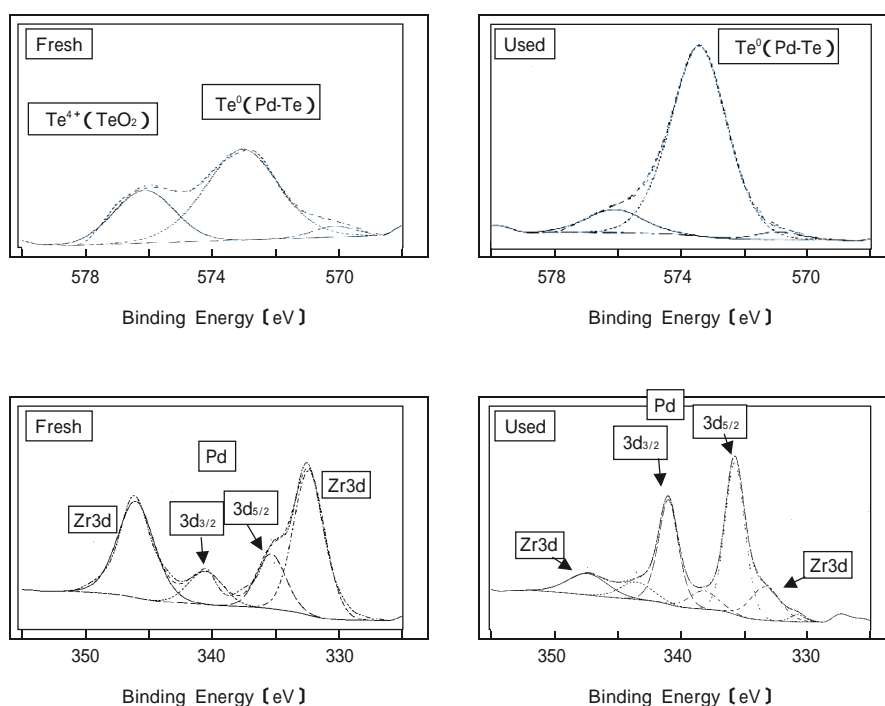 Fresh
Te⁴⁺(TeO₂)
Te⁰(Pd-Te)
578 574 570
Binding Energy [eV]
Used
Te⁰(Pd-Te)
578 574 570
Binding Energy [eV]
Fresh
Pd
Zr3d
3d3/2
3d5/2
Zr3d
350 340 330
Binding Energy [eV]
Used
Pd
3d3/2
3d5/2
Zr3d
Zr3d
350 340 330
Binding Energy [eV]